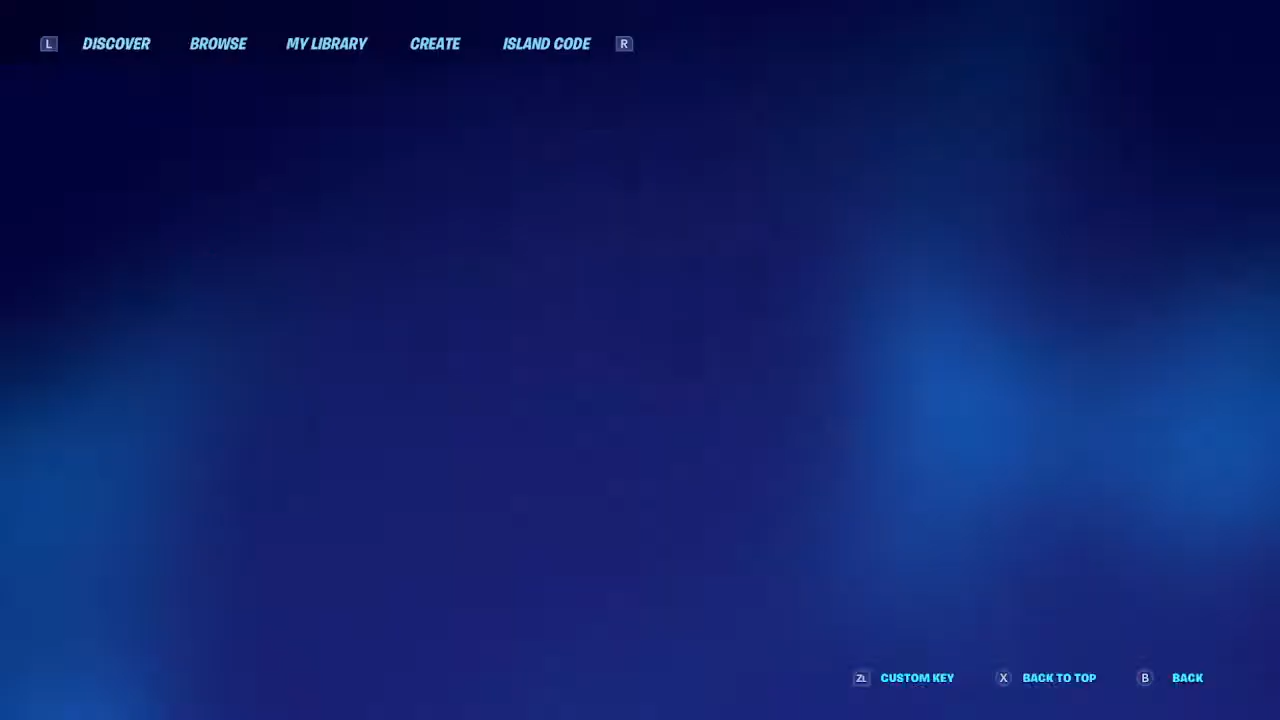 L DISCOVER BROWSE MY LIBRARY CREATE ISLAND CODE R
ZL CUSTOM KEY X BACK TO TOP B BACK